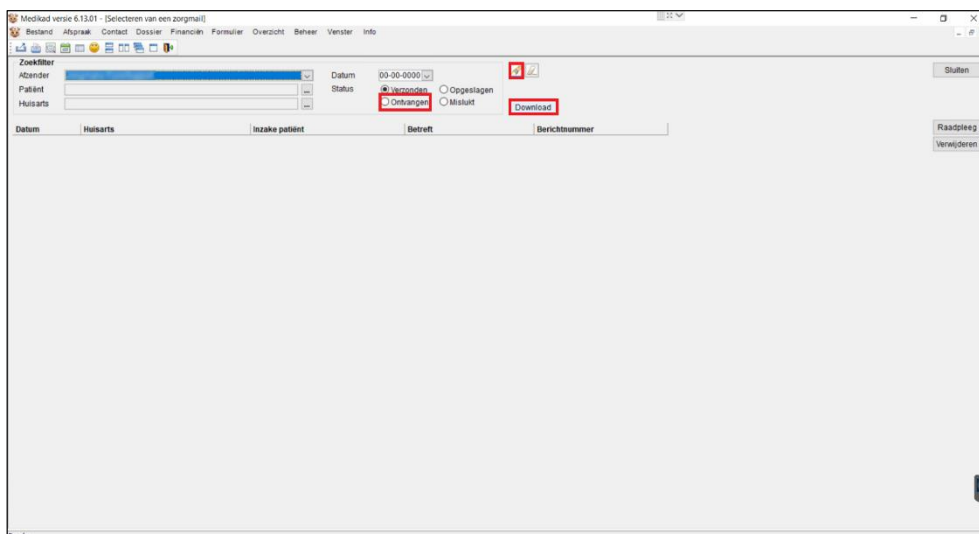 Medikad versie 6.13.01 - [Selecteren van een zorgmail]
Bestand Afspraak Contact Dossier Financiën Formulier Overzicht Beheer Venster Info
Zoekfilter
Afzender Datum 00-00-0000 Sluiten
Patiënt ... Status Verzonden Opgeslagen
Huisarts ... Ontvangen Mislukt Download
Datum Huisarts Inzake patiënt Betreft Berichtnummer Raadpleeg
Verwijderen